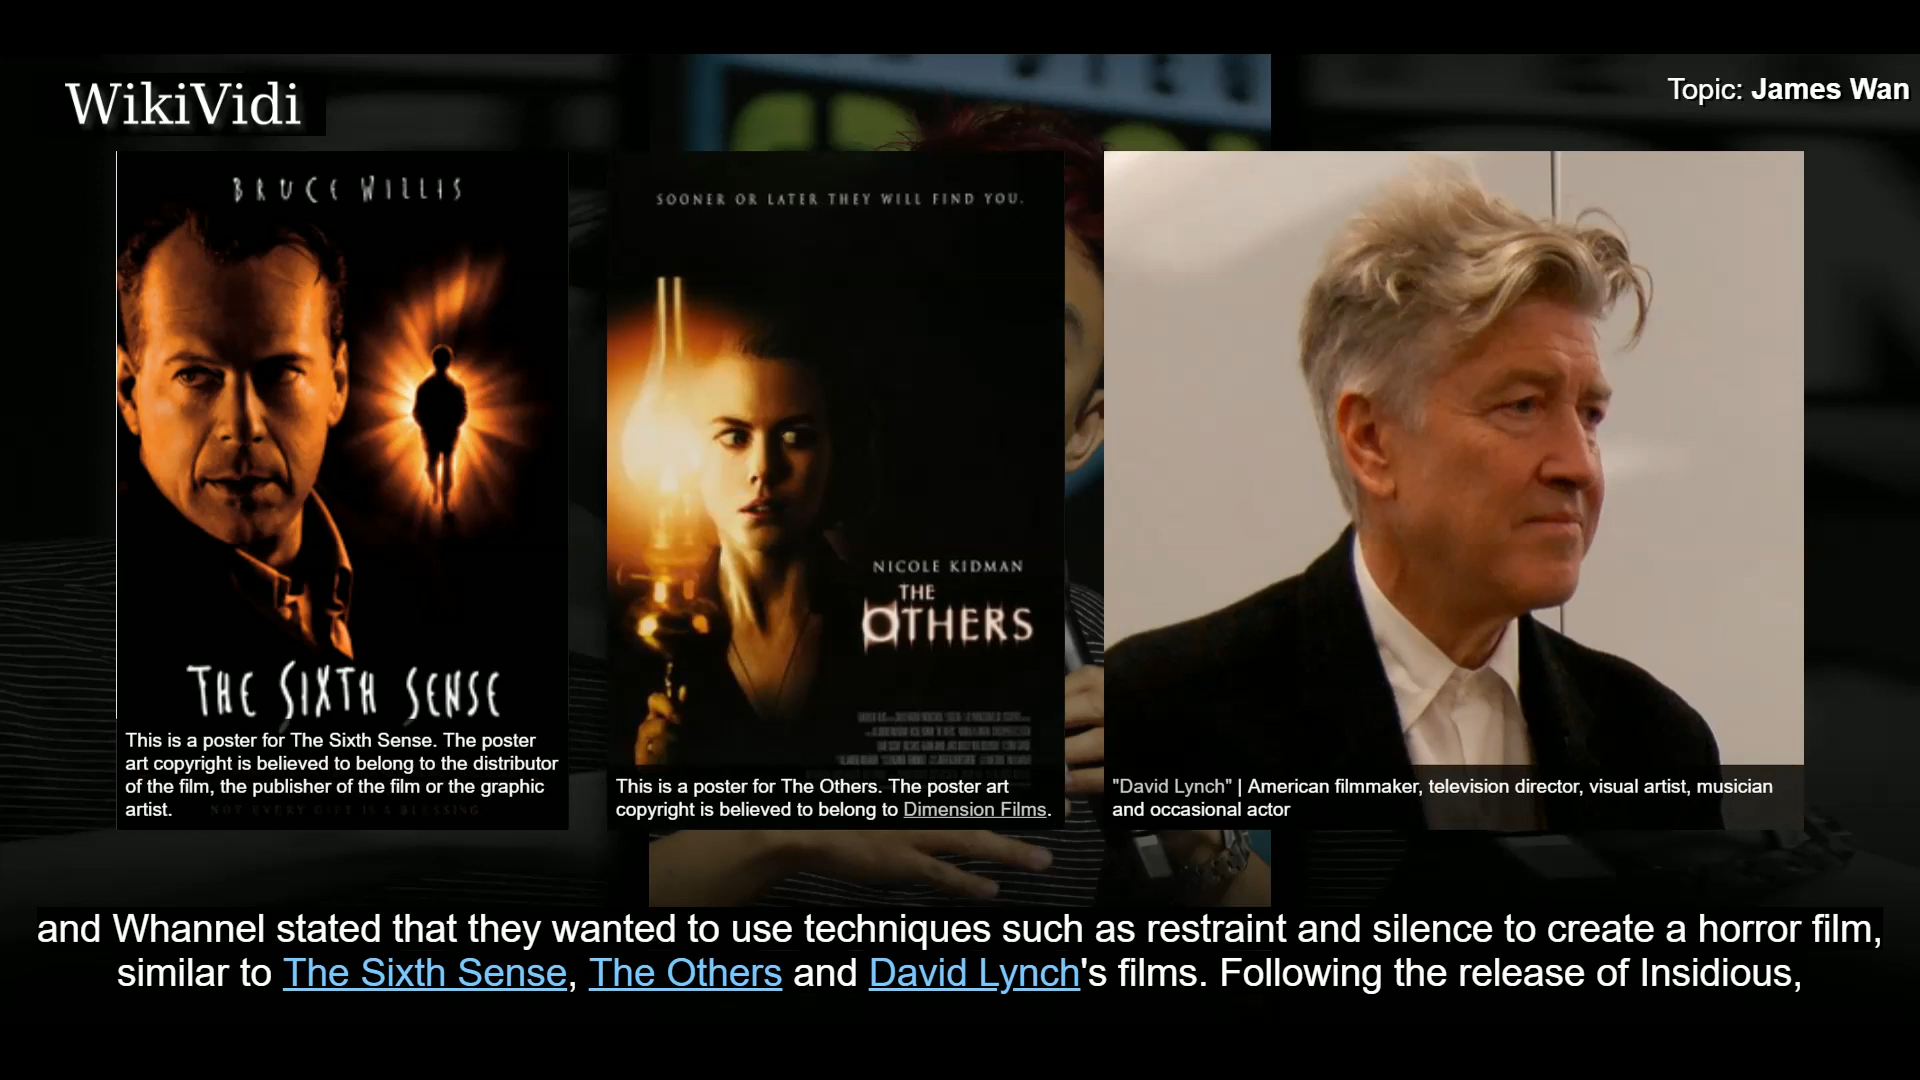 WikiVidi
Topic: James Wan
BRUCE WILLIS
THE SIXTH SENSE
This is a poster for The Sixth Sense. The poster
art copyright is believed to belong to the distributor
of the film, the publisher of the film or the graphic
artist.
NOT EVERY GIFT IS A BLESSING
SOONER OR LATER THEY WILL FIND YOU.
NICOLE KIDMAN
THE
OTHERS
This is a poster for The Others. The poster art
copyright is believed to belong to Dimension Films.
"David Lynch" | American filmmaker, television director, visual artist, musician
and occasional actor
and Whannel stated that they wanted to use techniques such as restraint and silence to create a horror film,
similar to The Sixth Sense, The Others and David Lynch's films. Following the release of Insidious,